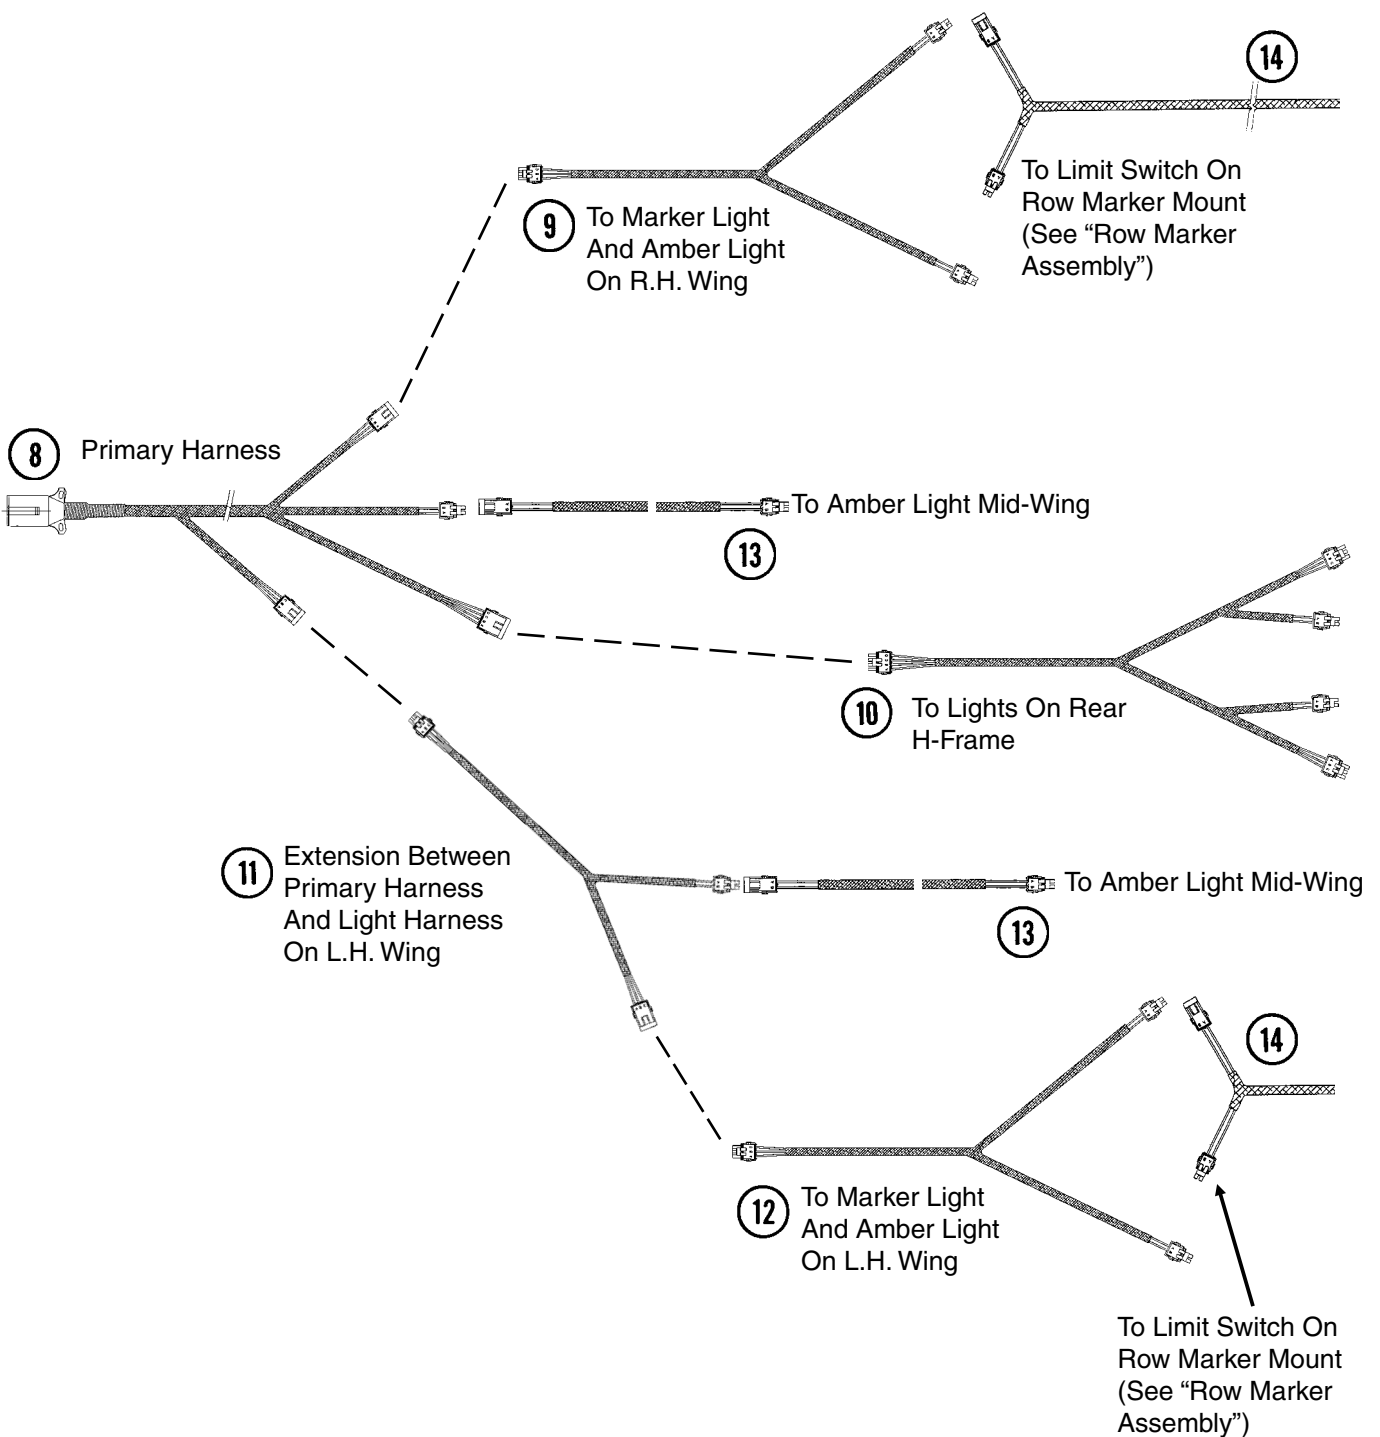 14
To Limit Switch On
Row Marker Mount
(See “Row Marker
Assembly”)
9
To Marker Light
And Amber Light
On R.H. Wing
8
Primary Harness
To Amber Light Mid-Wing
13
10
To Lights On Rear
H-Frame
11
Extension Between
Primary Harness
And Light Harness
On L.H. Wing
To Amber Light Mid-Wing
13
14
12
To Marker Light
And Amber Light
On L.H. Wing
To Limit Switch On
Row Marker Mount
(See “Row Marker
Assembly”)